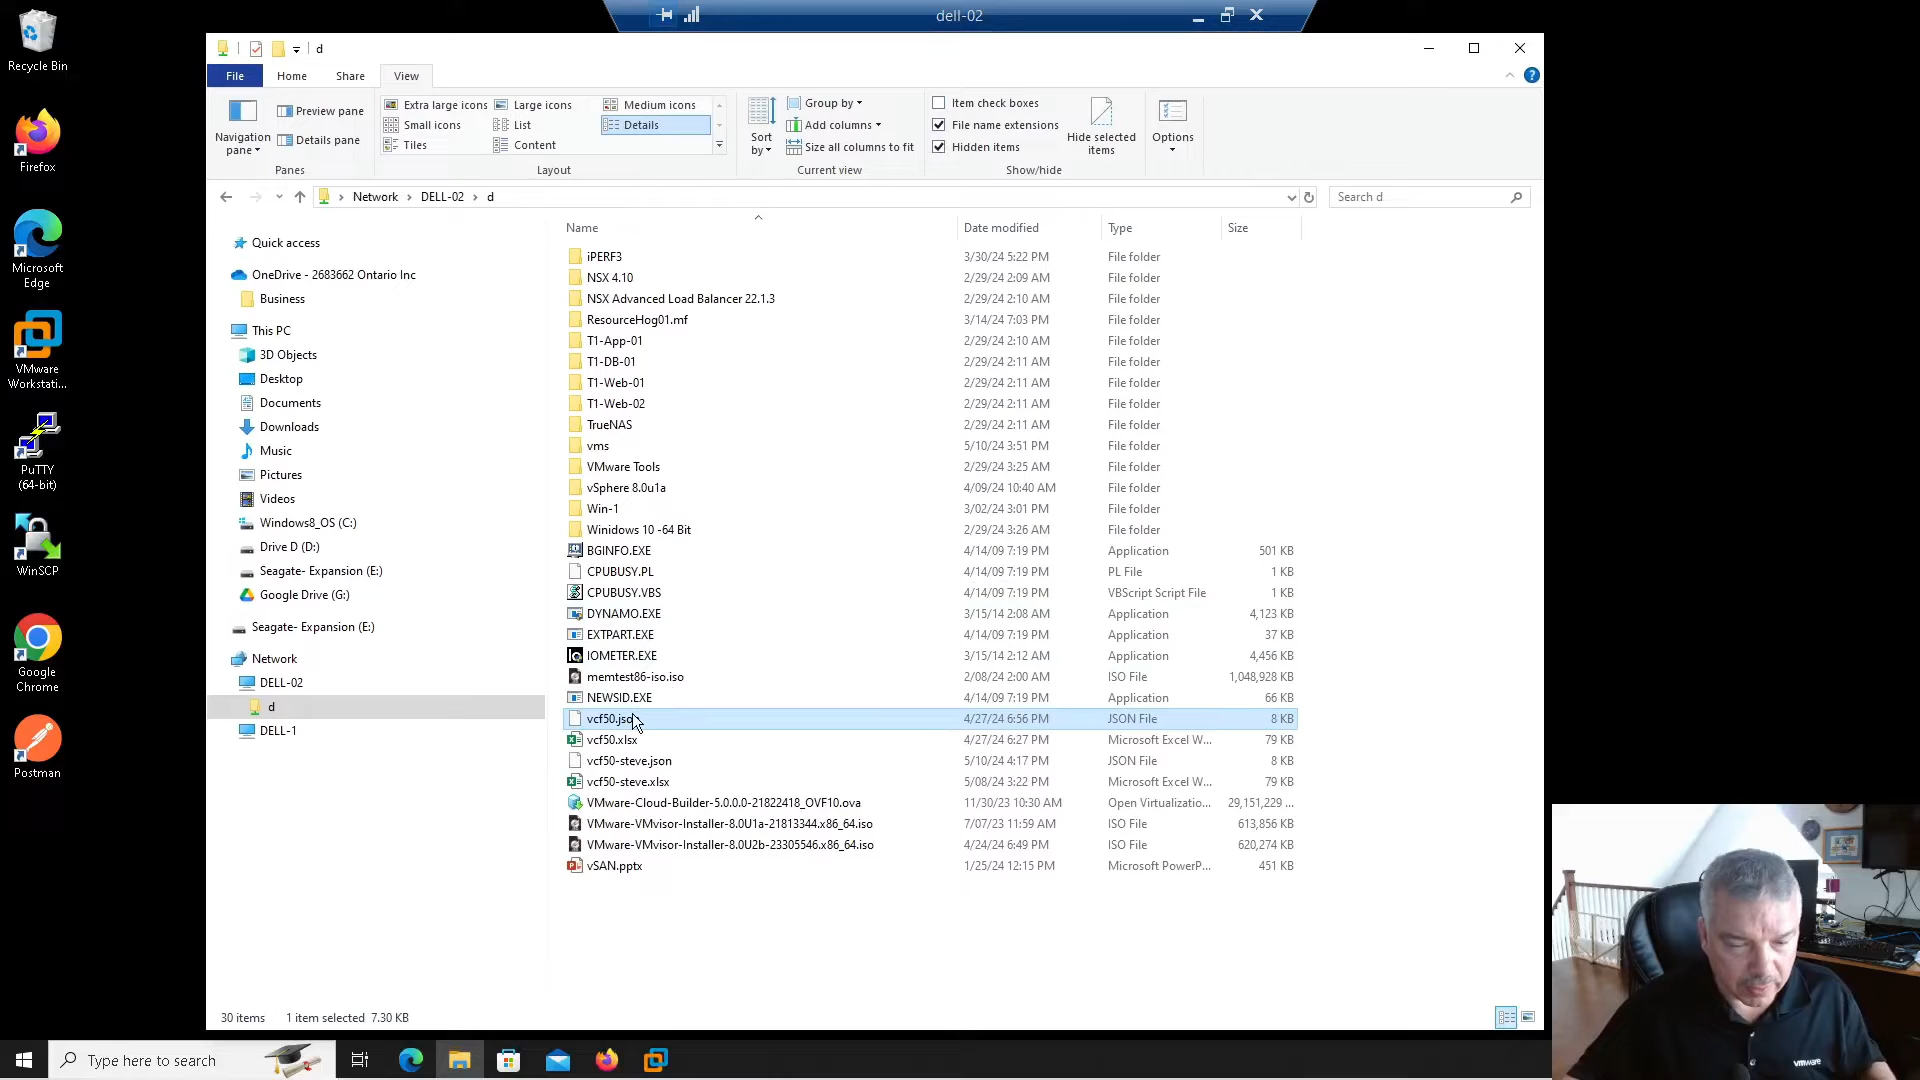 dell-02
Recycle Bin
Firefox
Microsoft
Edge
VMware
Workstati...
PuTTY
(64-bit)
WinSCP
Google
Chrome
Postman
d
File Home Share View
Navigation
pane
Preview pane
Details pane
Panes
Extra large icons Large icons Medium icons
Small icons List Details
Tiles Content
Layout
Sort
by
Group by
Add columns
Size all columns to fit
Current view
Item check boxes
File name extensions
Hidden items
Hide selected
items
Show/hide
Options
Network DELL-02 d
Search d
Quick access
OneDrive - 2683662 Ontario Inc
Business
This PC
3D Objects
Desktop
Documents
Downloads
Music
Pictures
Videos
Windows8_OS (C:)
Drive D (D:)
Seagate- Expansion (E:)
Google Drive (G:)
Seagate- Expansion (E:)
Network
DELL-02
d
DELL-1
Name Date modified Type Size
iPERF3 3/30/24 5:22 PM File folder
NSX 4.10 2/29/24 2:09 AM File folder
NSX Advanced Load Balancer 22.1.3 2/29/24 2:10 AM File folder
ResourceHog01.mf 3/14/24 7:03 PM File folder
T1-App-01 2/29/24 2:10 AM File folder
T1-DB-01 2/29/24 2:11 AM File folder
T1-Web-01 2/29/24 2:11 AM File folder
T1-Web-02 2/29/24 2:11 AM File folder
TrueNAS 2/29/24 2:11 AM File folder
vms 5/10/24 3:51 PM File folder
VMware Tools 2/29/24 3:25 AM File folder
vSphere 8.0u1a 4/09/24 10:40 AM File folder
Win-1 3/02/24 3:01 PM File folder
Winidows 10 -64 Bit 2/29/24 3:26 AM File folder
BGINFO.EXE 4/14/09 7:19 PM Application 501 KB
CPUBUSY.PL 4/14/09 7:19 PM PL File 1 KB
CPUBUSY.VBS 4/14/09 7:19 PM VBScript Script File 1 KB
DYNAMO.EXE 3/15/14 2:08 AM Application 4,123 KB
EXTPART.EXE 4/14/09 7:19 PM Application 37 KB
IOMETER.EXE 3/15/14 2:12 AM Application 4,456 KB
memtest86-iso.iso 2/08/24 2:00 AM ISO File 1,048,928 KB
NEWSID.EXE 4/14/09 7:19 PM Application 66 KB
vcf50.json 4/27/24 6:56 PM JSON File 8 KB
vcf50.xlsx 4/27/24 6:27 PM Microsoft Excel W... 79 KB
vcf50-steve.json 5/10/24 4:17 PM JSON File 8 KB
vcf50-steve.xlsx 5/08/24 3:22 PM Microsoft Excel W... 79 KB
VMware-Cloud-Builder-5.0.0.0-21822418_OVF10.ova 11/30/23 10:30 AM Open Virtualizatio... 29,151,229 ...
VMware-VMvisor-Installer-8.0U1a-21813344.x86_64.iso 7/07/23 11:59 AM ISO File 613,856 KB
VMware-VMvisor-Installer-8.0U2b-23305546.x86_64.iso 4/24/24 6:49 PM ISO File 620,274 KB
vSAN.pptx 1/25/24 12:15 PM Microsoft PowerP... 451 KB
30 items 1 item selected 7.30 KB
Type here to search
vmware